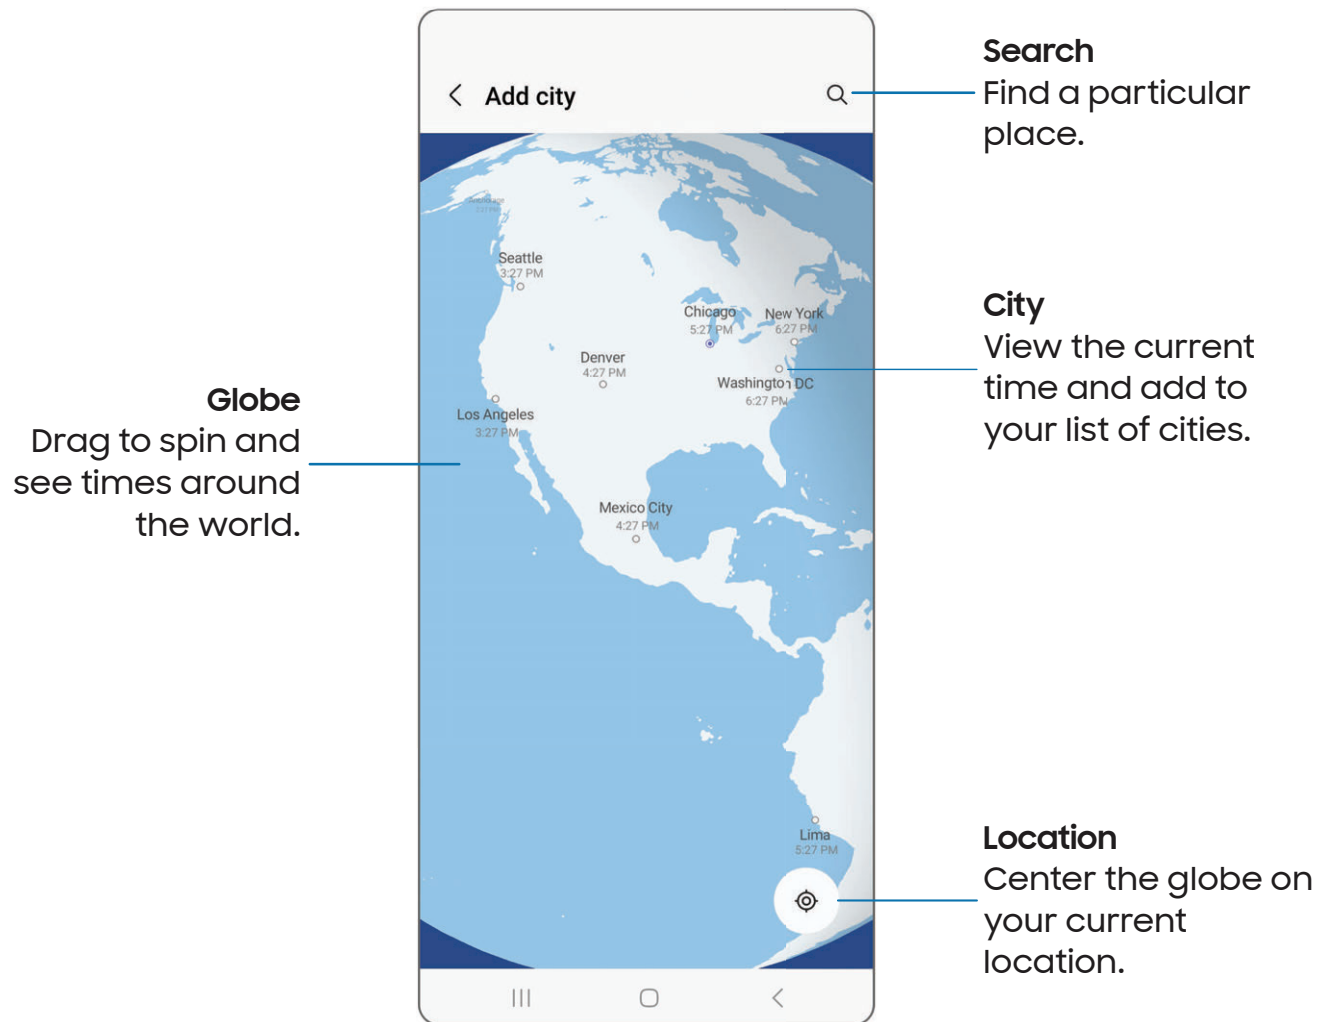 Add city
Search
Find a particular
place.
Seattle
3:27 PM
Chicago
5:27 PM
New York
6:27 PM
City
View the current
time and add to
your list of cities.
Denver
4:27 PM
Washington DC
6:27 PM
Globe
Drag to spin and
see times around
the world.
Los Angeles
3:27 PM
Mexico City
4:27 PM
Lima
5:27 PM
Location
Center the globe on
your current
location.